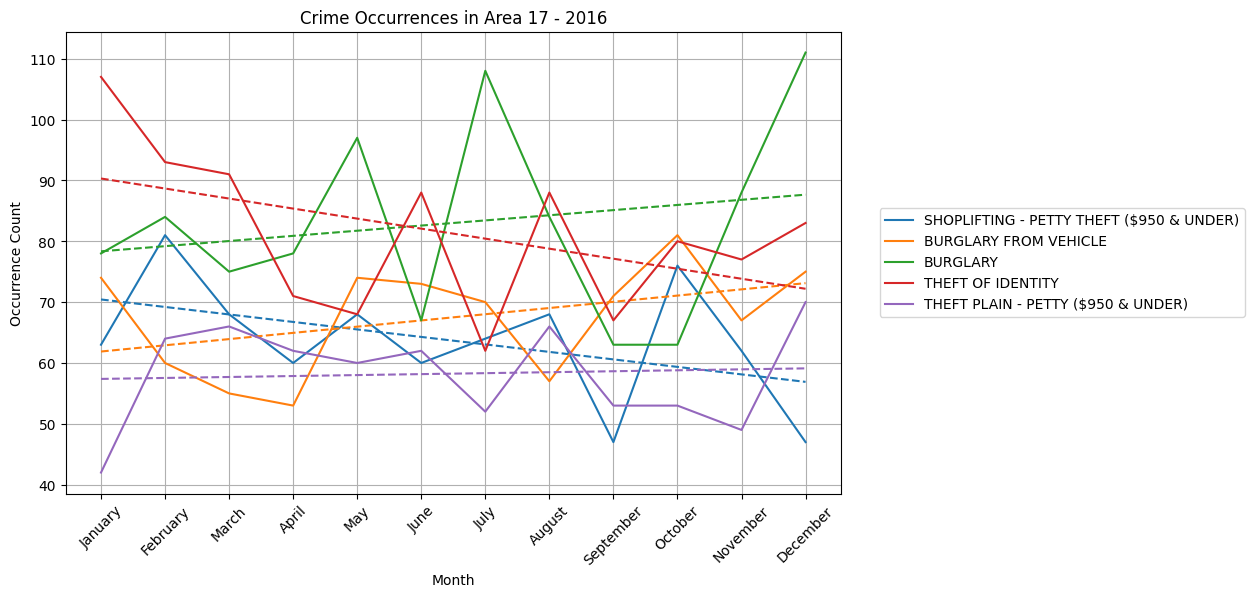 Crime Occurrences in Area 17 - 2016
Occurrence Count
110
100
90
80
70
60
50
40
January
February
March
April
May
June
July
August
September
October
November
December
Month
SHOPLIFTING - PETTY THEFT ($950 & UNDER)
BURGLARY FROM VEHICLE
BURGLARY
THEFT OF IDENTITY
THEFT PLAIN - PETTY ($950 & UNDER)